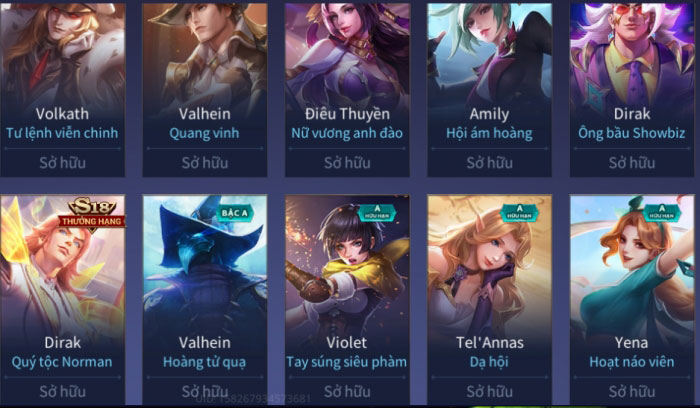 Volkath
Tư lệnh viễn chinh
Sở hữu
Valhein
Quang vinh
Sở hữu
Điêu Thuyền
Nữ vương anh đào
Sở hữu
Amily
Hội ám hoàng
Sở hữu
Dirak
Ông bầu Showbiz
Sở hữu
S18
THƯỞNG HẠNG
Dirak
Quý tộc Norman
Sở hữu
BẬC A
Valhein
Hoàng tử quạ
Sở hữu
A
HỮU HẠN
Violet
Tay súng siêu phàm
Sở hữu
A
HỮU HẠN
Tel'Annas
Dạ hội
Sở hữu
A
HỮU HẠN
Yena
Hoạt náo viên
Sở hữu
UID: 158267934573681